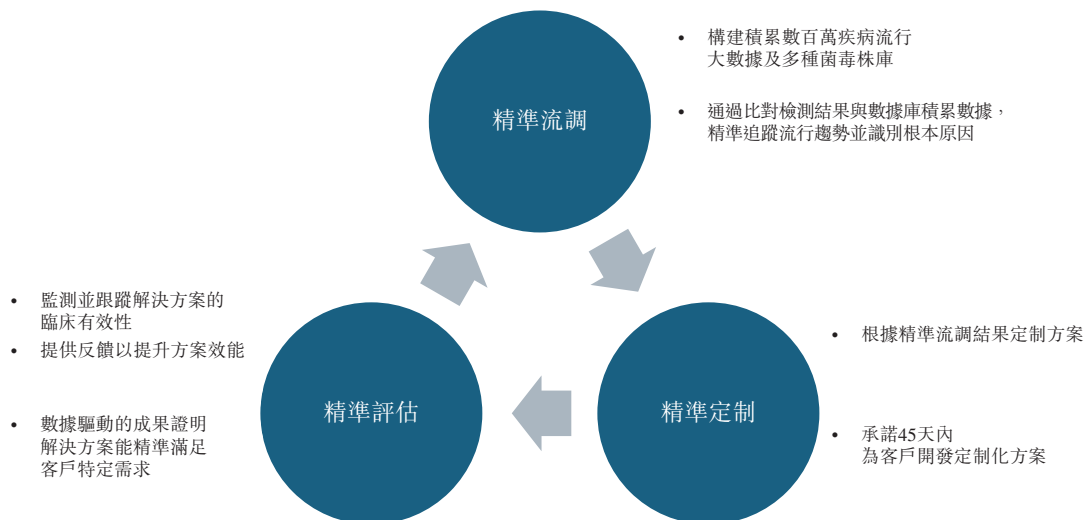 精準流調
• 構建積累數百萬疾病流行
大數據及多種菌毒株庫
• 通過比對檢測結果與數據庫積累數據，
精準追蹤流行趨勢並識別根本原因
精準定制
• 根據精準流調結果定制方案
• 承諾45天內
為客戶開發定制化方案
精準評估
• 監測並跟蹤解決方案的
臨床有效性
• 提供反饋以提升方案效能
• 數據驅動的成果證明
解決方案能精準滿足
客戶特定需求